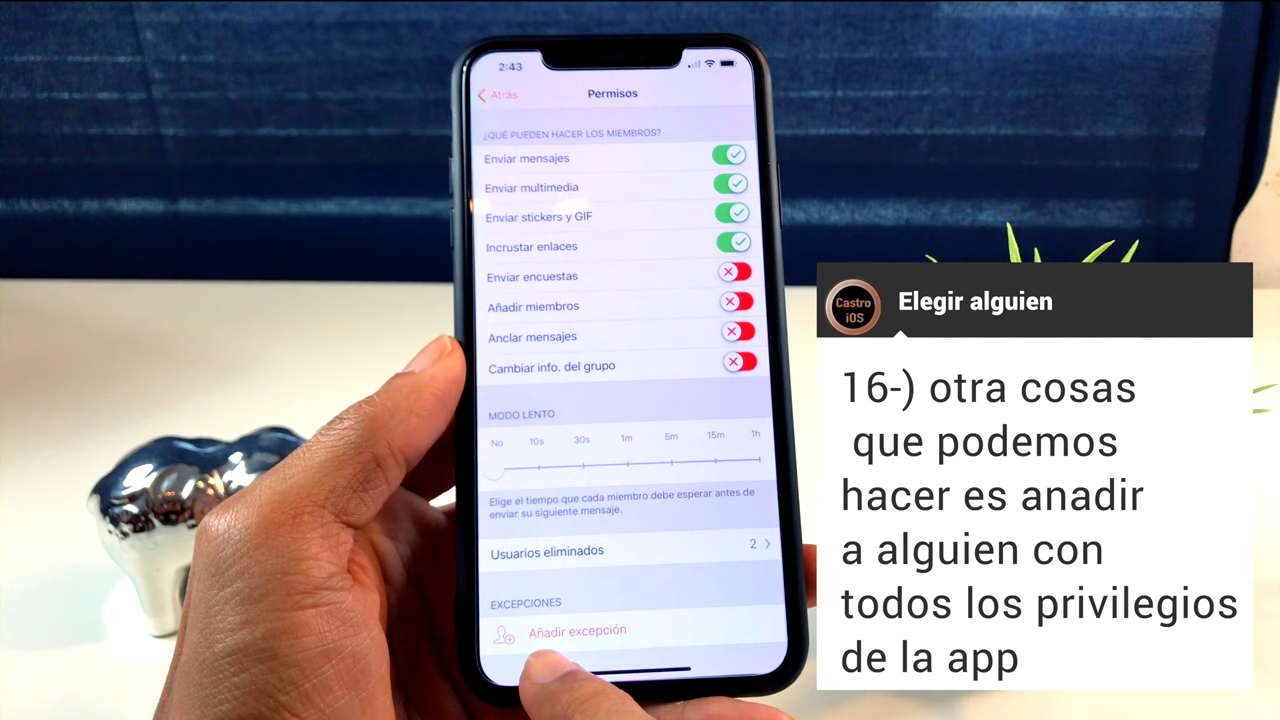 2:43
Atrás
Permisos
¿QUÉ PUEDEN HACER LOS MIEMBROS?
Enviar mensajes
Enviar multimedia
Enviar stickers y GIF
Incrustar enlaces
Enviar encuestas
Añadir miembros
Anclar mensajes
Cambiar info. del grupo
MODO LENTO
No 10s 30s 1m 5m 15m 1h
Elige el tiempo que cada miembro debe esperar antes de
enviar su siguiente mensaje.
Usuarios eliminados 2
EXCEPCIONES
Añadir excepción
Castro
iOS
Elegir alguien
16-) otra cosas
que podemos
hacer es anadir
a alguien con
todos los privilegios
de la app